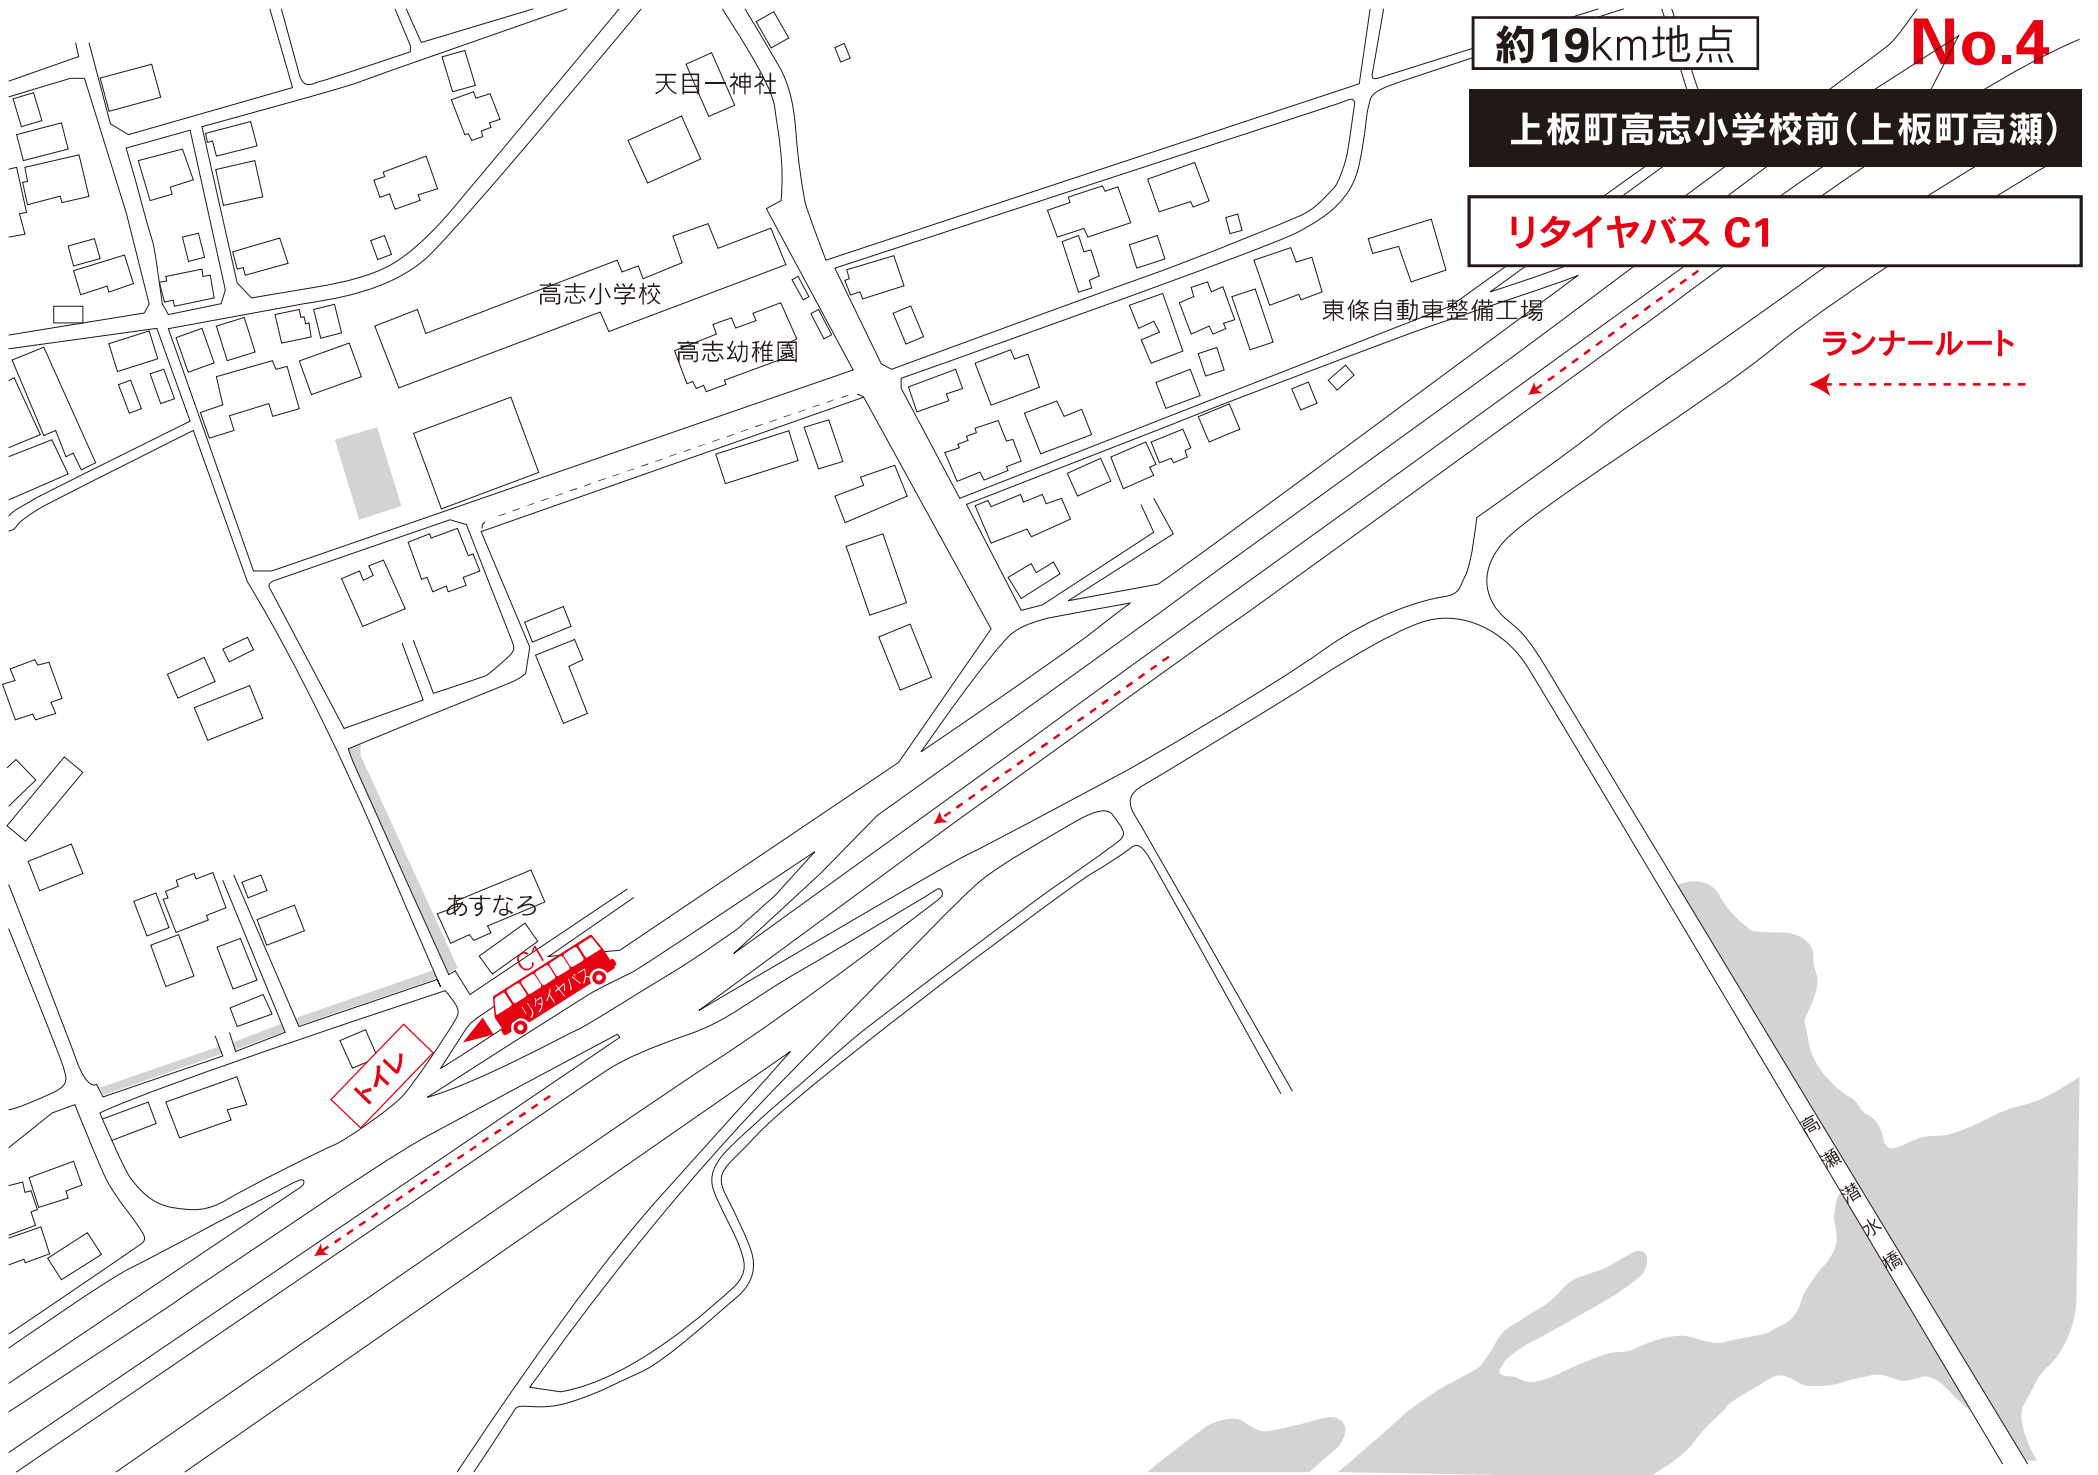 約19km地点
No.4
上板町高志小学校前(上板町高瀬)
リタイヤバス C1
ランナールート
天目一神社
高志小学校
高志幼稚園
東條自動車整備工場
あすなろ
C1
リタイヤバス
トイレ
高瀬潜水橋